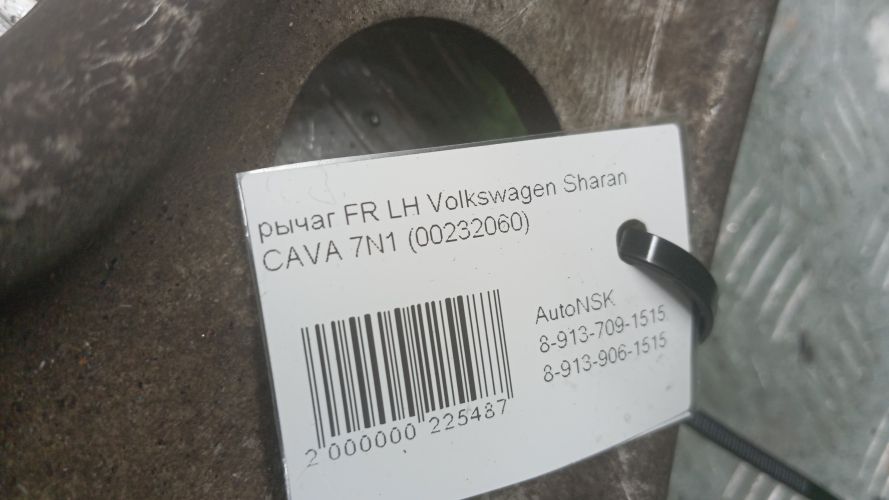 рычаг FR LH Volkswagen Sharan
CAVA 7N1 (00232060)
AutoNSK
8-913-709-1515
8-913-906-1515
2 000000 225487